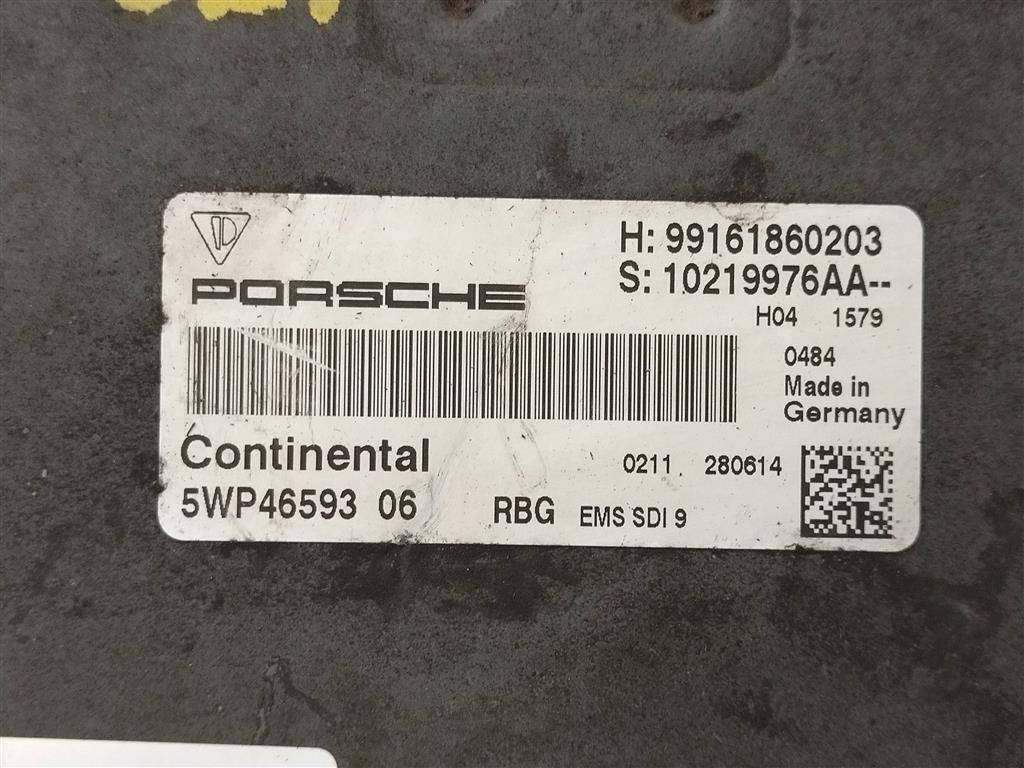 H: 99161860203
S: 10219976AA--
PORSCHE
H04 1579
0484
Made in
Germany
Continental
0211 280614
5WP46593 06 RBG EMS SDI 9